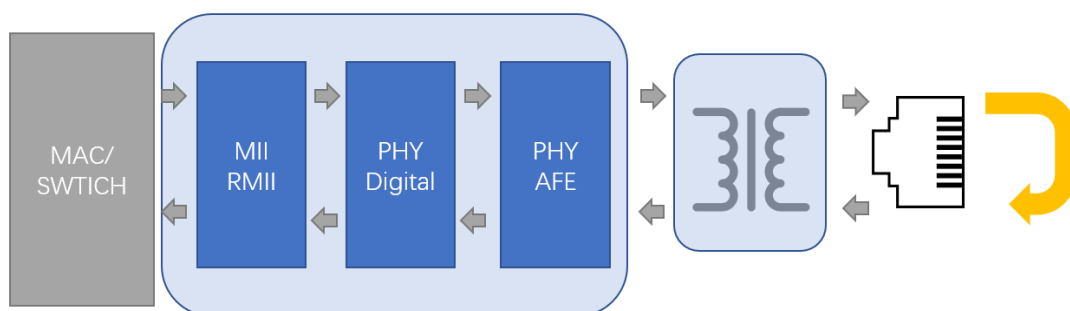 MAC/
SWTICH
MII
RMII
PHY
Digital
PHY
AFE